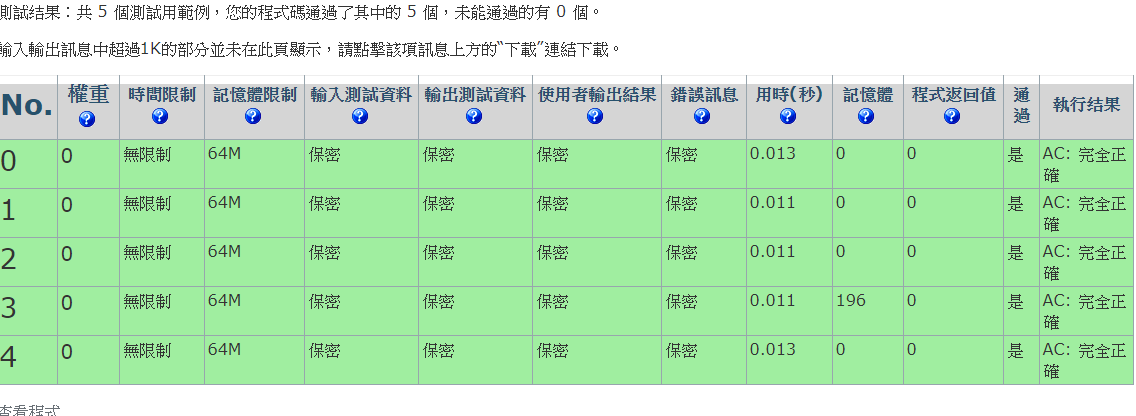 測試結果：共 5 個測試用範例，您的程式碼通過了其中的 5 個，未能通過的有 0 個。
輸入輸出訊息中超過1K的部分並未在此頁顯示，請點擊該項訊息上方的“下載”連結下載。
No. 權重 時間限制 記憶體限制 輸入測試資料 輸出測試資料 使用者輸出結果 錯誤訊息 用時(秒) 記憶體 程式返回值 通過 執行結果
0 0 無限制 64M 保密 保密 保密 保密 0.013 0 0 是 AC: 完全正確
1 0 無限制 64M 保密 保密 保密 保密 0.011 0 0 是 AC: 完全正確
2 0 無限制 64M 保密 保密 保密 保密 0.011 0 0 是 AC: 完全正確
3 0 無限制 64M 保密 保密 保密 保密 0.011 196 0 是 AC: 完全正確
4 0 無限制 64M 保密 保密 保密 保密 0.013 0 0 是 AC: 完全正確
查看程式